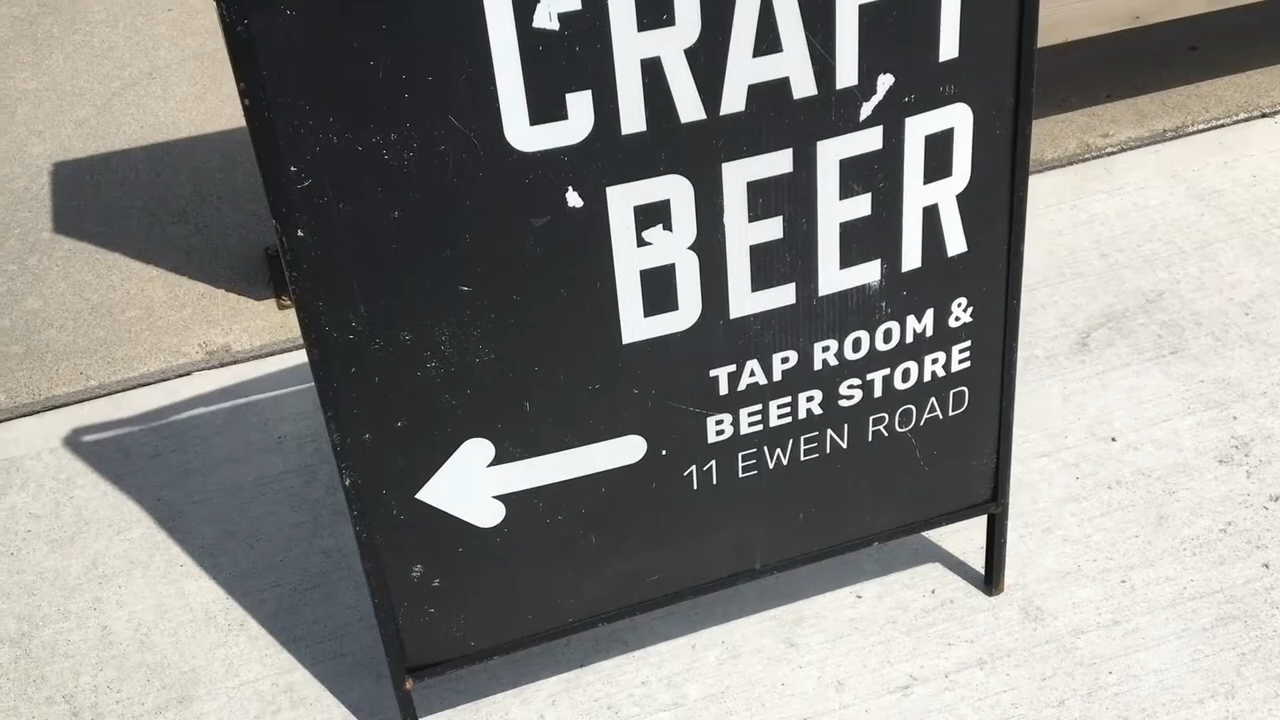 CRAFT
BEER
TAP ROOM &
BEER STORE
11 EWEN ROAD